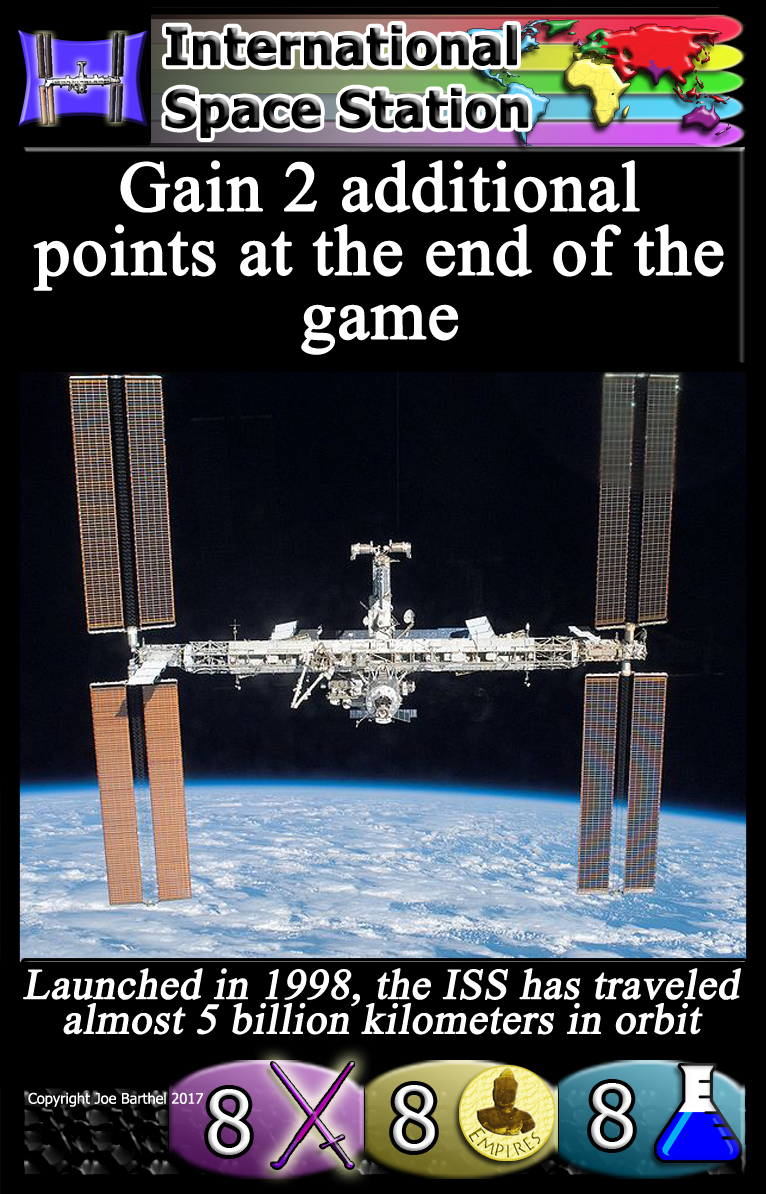 International
Space Station
Gain 2 additional
points at the end of the
game
Launched in 1998, the ISS has traveled
almost 5 billion kilometers in orbit
Copyright Joe Barthel 2017
8 8 8
EMPIRES